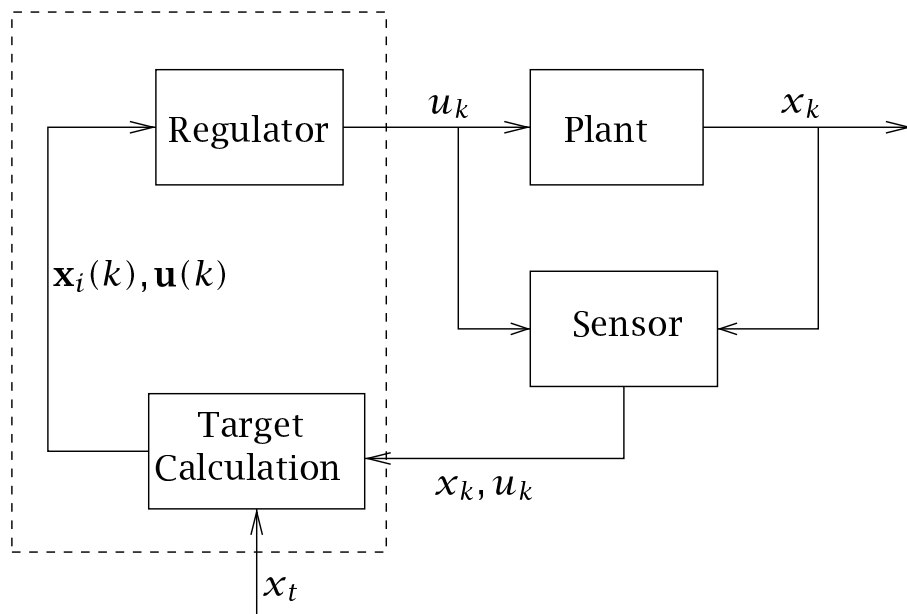 u_k
x_k
Regulator
Plant
𝐱_i(k), 𝐮(k)
Sensor
Target
Calculation
x_k, u_k
x_t